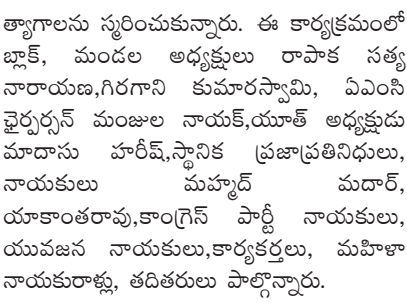 త్యాగాలను స్మరించుకున్నారు. ఈ కార్యక్రమంలో
బ్లాక్, మండల అధ్యక్షులు రాపాక సత్య
నారాయణ,గిరగాని కుమారస్వామి, ఏఎంసి
ఛైర్పర్సన్ మంజుల నాయక్,యూత్ అధ్యక్షుడు
మాదాసు హరీష్,స్థానిక ప్రజాప్రతినిధులు,
నాయకులు మహ్మద్ మదార్,
యాకాంతరావు,కాంగ్రెస్ పార్టీ నాయకులు,
యువజన నాయకులు,కార్యకర్తలు, మహిళా
నాయకురాళ్లు, తదితరులు పాల్గొన్నారు.